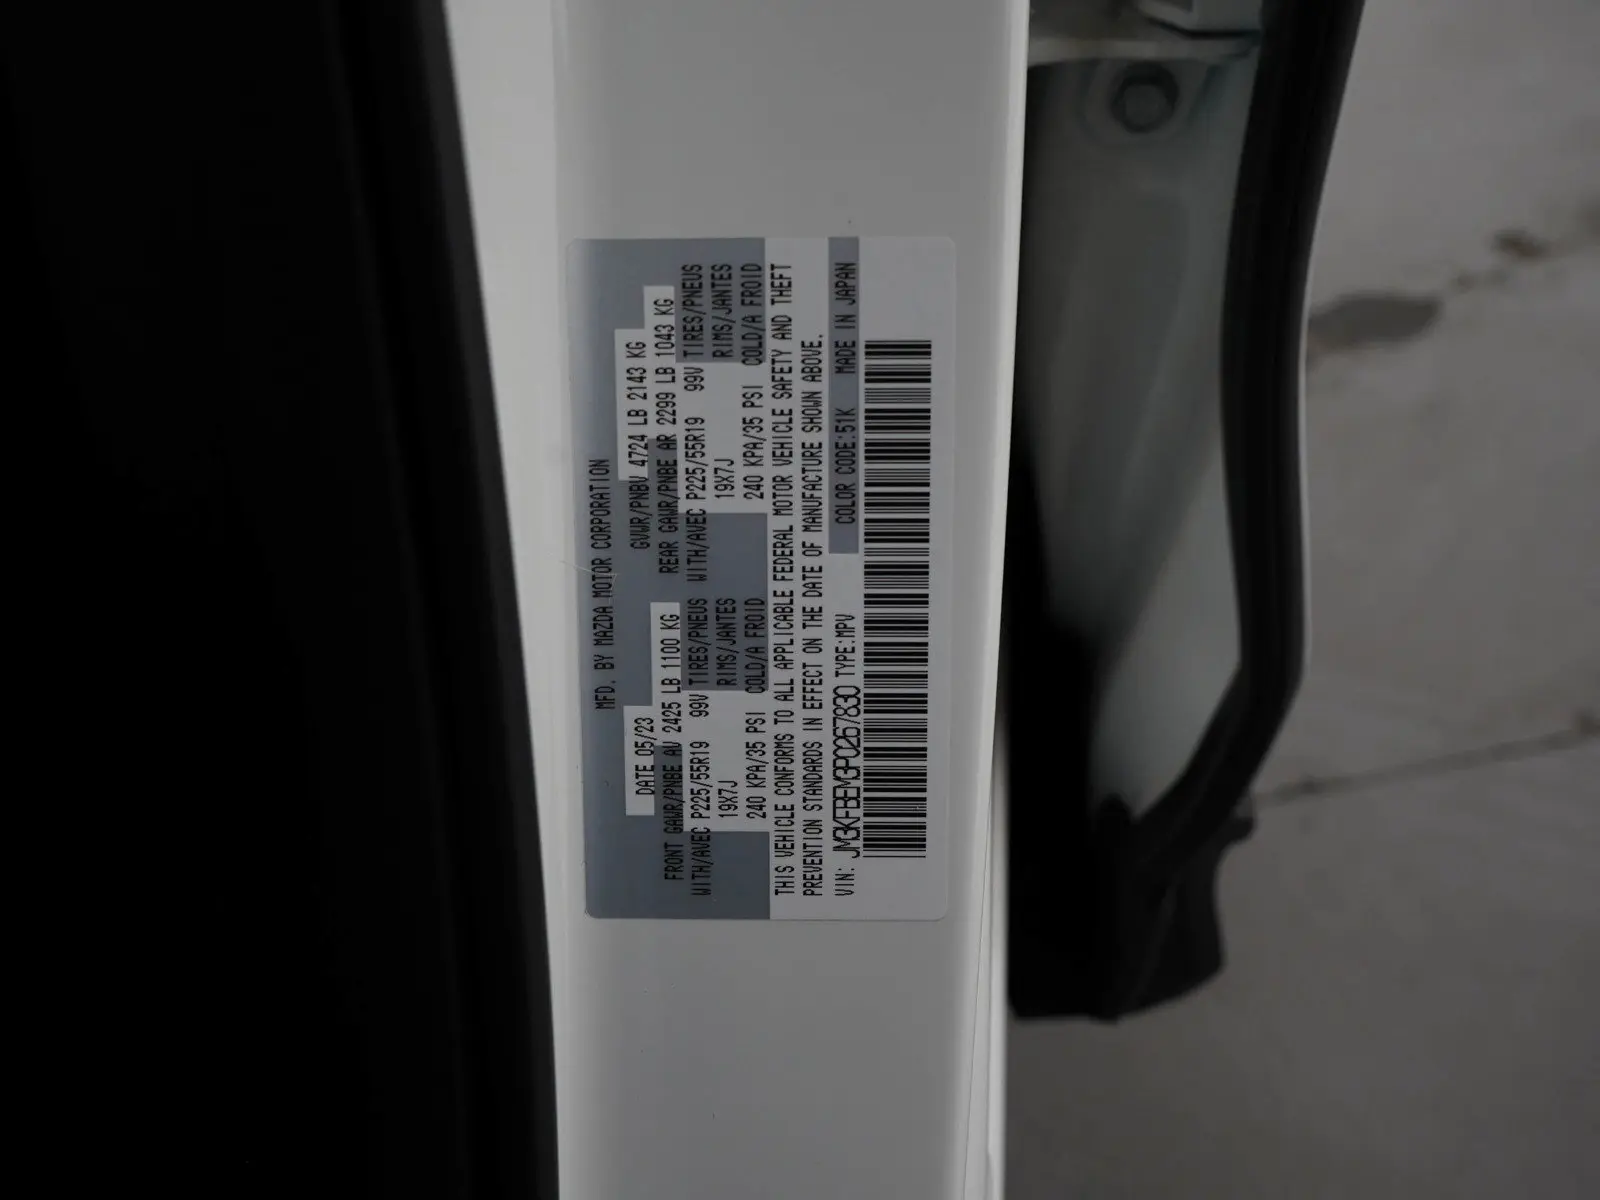 MFD. BY MAZDA MOTOR CORPORATION
DATE 05/23 GVWR/PNBV 4724 LB 2143 KG
FRONT GAWR/PNBE AV 2425 LB 1100 KG REAR GAWR/PNBE AR 2299 LB 1043 KG
WITH/AVEC P225/55R19 99V TIRES/PNEUS WITH/AVEC P225/55R19 99V TIRES/PNEUS
19X7J RIMS/JANTES 19X7J RIMS/JANTES
240 KPA/35 PSI COLD/A FROID 240 KPA/35 PSI COLD/A FROID
THIS VEHICLE CONFORMS TO ALL APPLICABLE FEDERAL MOTOR VEHICLE SAFETY AND THEFT
PREVENTION STANDARDS IN EFFECT ON THE DATE OF MANUFACTURE SHOWN ABOVE.
VIN: JM3KFBEM3P0267830 TYPE:MPV COLOR CODE:51K MADE IN JAPAN